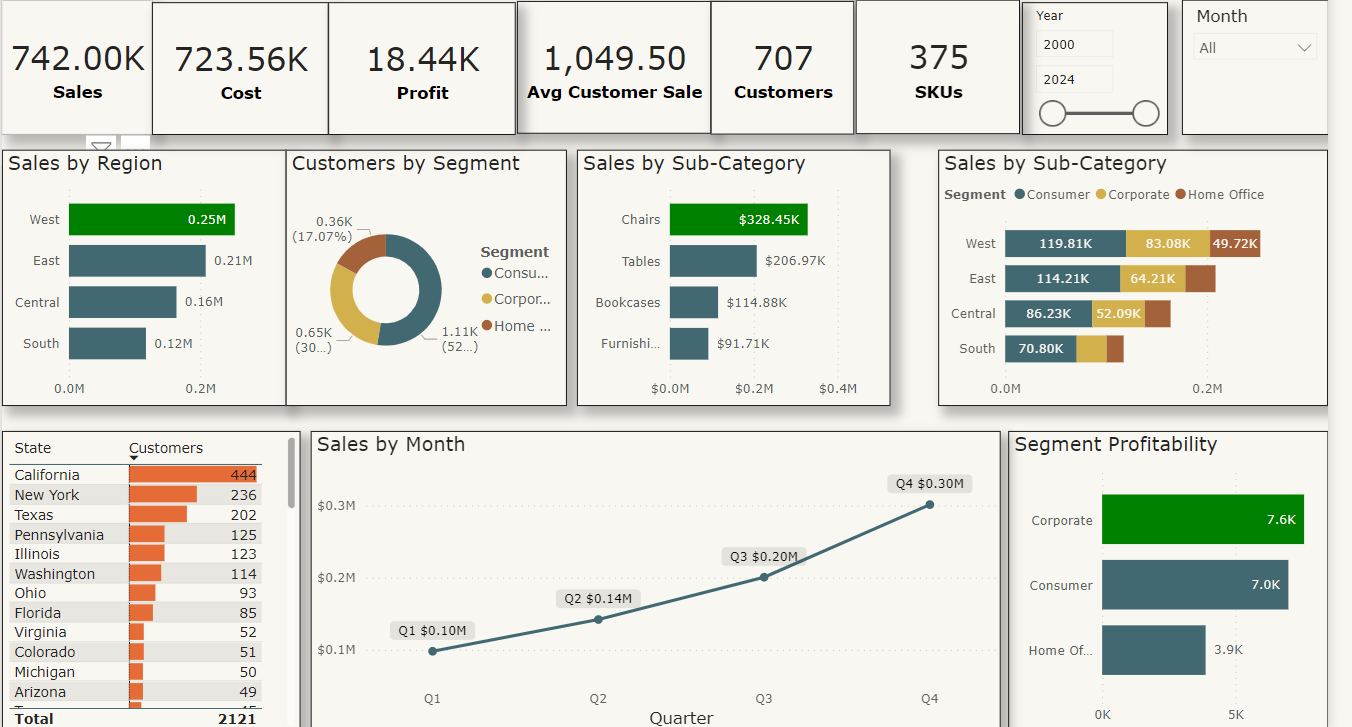 742.00K
Sales
723.56K
Cost
18.44K
Profit
1,049.50
Avg Customer Sale
707
Customers
375
SKUs
Year
2000
2024
Month
All
Sales by Region
West
0.25M
East
0.21M
Central
0.16M
South
0.12M
0.0M
0.2M
Customers by Segment
0.36K
(17.07%)
0.65K
(30...)
1.11K
(52...)
Segment
Consu...
Corpor...
Home ...
Sales by Sub-Category
Chairs
$328.45K
Tables
$206.97K
Bookcases
$114.88K
Furnishi...
$91.71K
$0.0M
$0.2M
$0.4M
Sales by Sub-Category
Segment Consumer Corporate Home Office
West 119.81K 83.08K 49.72K
East 114.21K 64.21K
Central 86.23K 52.09K
South 70.80K
0.0M
0.2M
State Customers
California 444
New York 236
Texas 202
Pennsylvania 125
Illinois 123
Washington 114
Ohio 93
Florida 85
Virginia 52
Colorado 51
Michigan 50
Arizona 49
Total 2121
Sales by Month
$0.3M
$0.2M
$0.1M
Q1 $0.10M
Q2 $0.14M
Q3 $0.20M
Q4 $0.30M
Q1
Q2
Q3
Q4
Quarter
Segment Profitability
Corporate
7.6K
Consumer
7.0K
Home Of...
3.9K
0K
5K